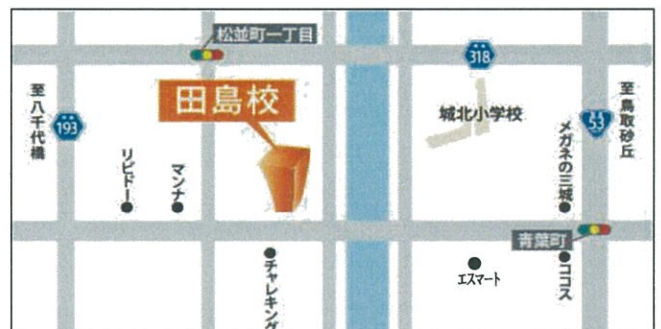 松並町一丁目
318
至八千代橋
193
田島校
城北小学校
53
至鳥取砂丘
リビドー
マンナ
メガネの三城
青葉町
チャレキング
エスマート
ココス